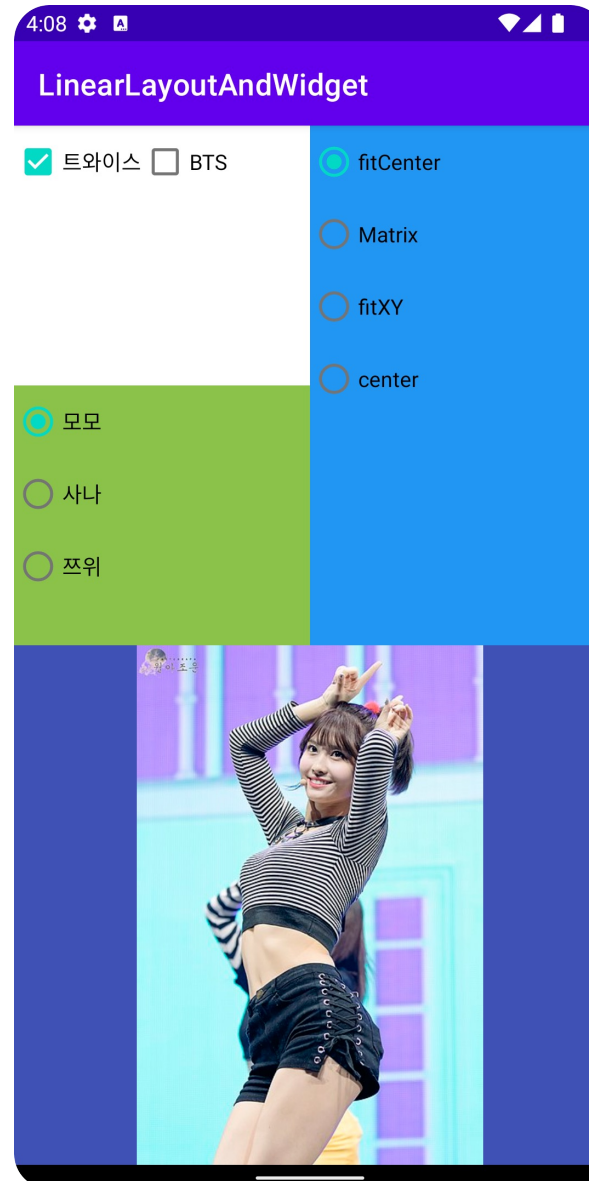 4:08
LinearLayoutAndWidget
트와이스 BTS
모모
사나
쯔위
fitCenter
Matrix
fitXY
center